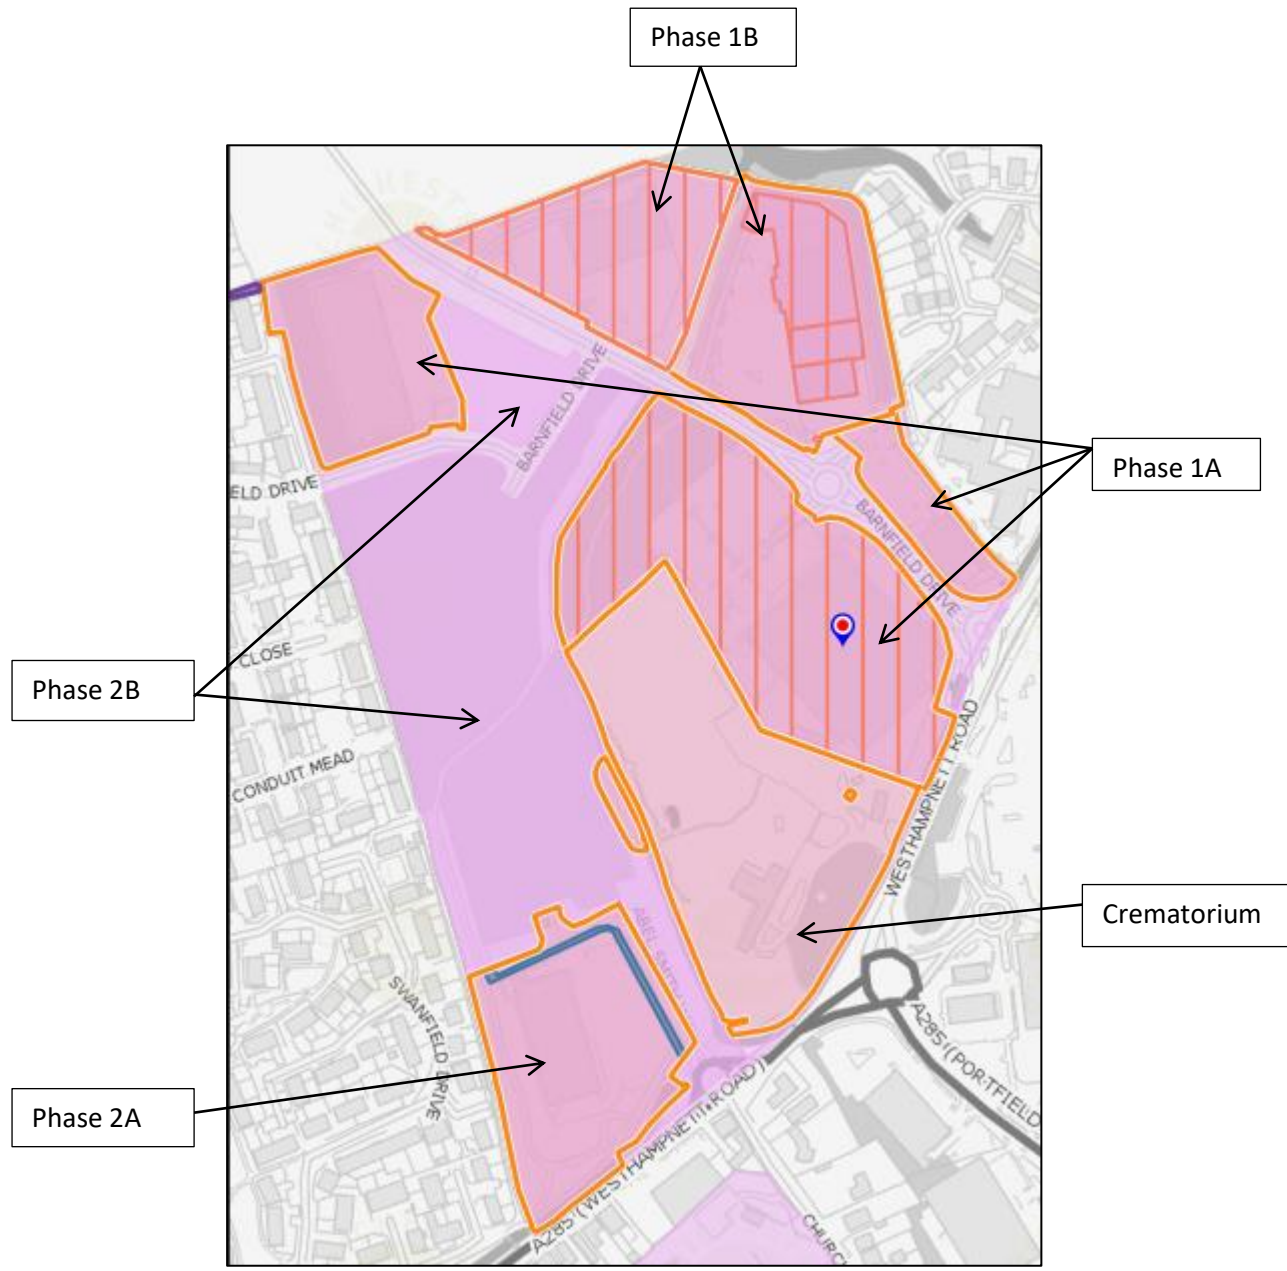 Phase 1B
BARNFIELD DRIVE
Phase 1A
ELD DRIVE
BARNFIELD DRIVE
CLOSE
Phase 2B
WESTHAMPNETT ROAD
CONDUIT MEAD
Crematorium
SWANFIELD DRIVE
A285 (PORTFIELD
Phase 2A
A285 (WESTHAMPNETT ROAD)
CHURC